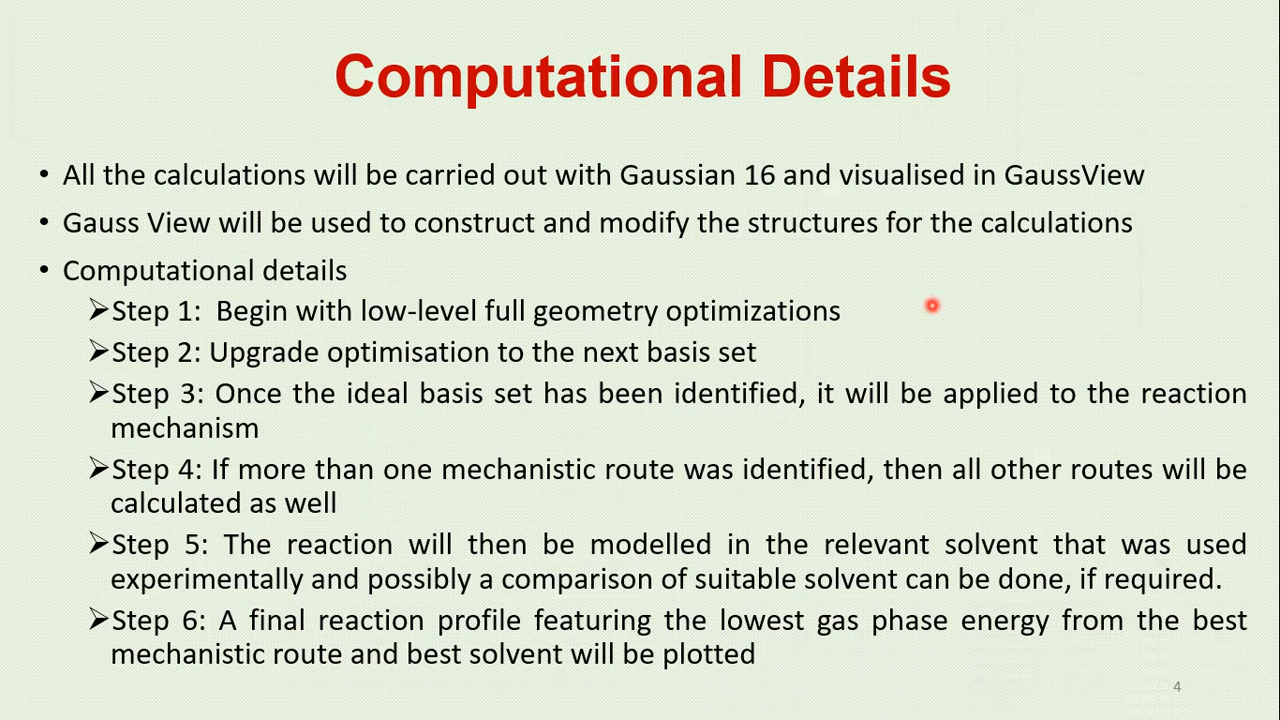 Computational Details
• All the calculations will be carried out with Gaussian 16 and visualised in GaussView
• Gauss View will be used to construct and modify the structures for the calculations
• Computational details
➢Step 1:  Begin with low-level full geometry optimizations
➢Step 2: Upgrade optimisation to the next basis set
➢Step 3: Once the ideal basis set has been identified, it will be applied to the reaction
mechanism
➢Step 4: If more than one mechanistic route was identified, then all other routes will be
calculated as well
➢Step 5: The reaction will then be modelled in the relevant solvent that was used
experimentally and possibly a comparison of suitable solvent can be done, if required.
➢Step 6: A final reaction profile featuring the lowest gas phase energy from the best
mechanistic route and best solvent will be plotted
4